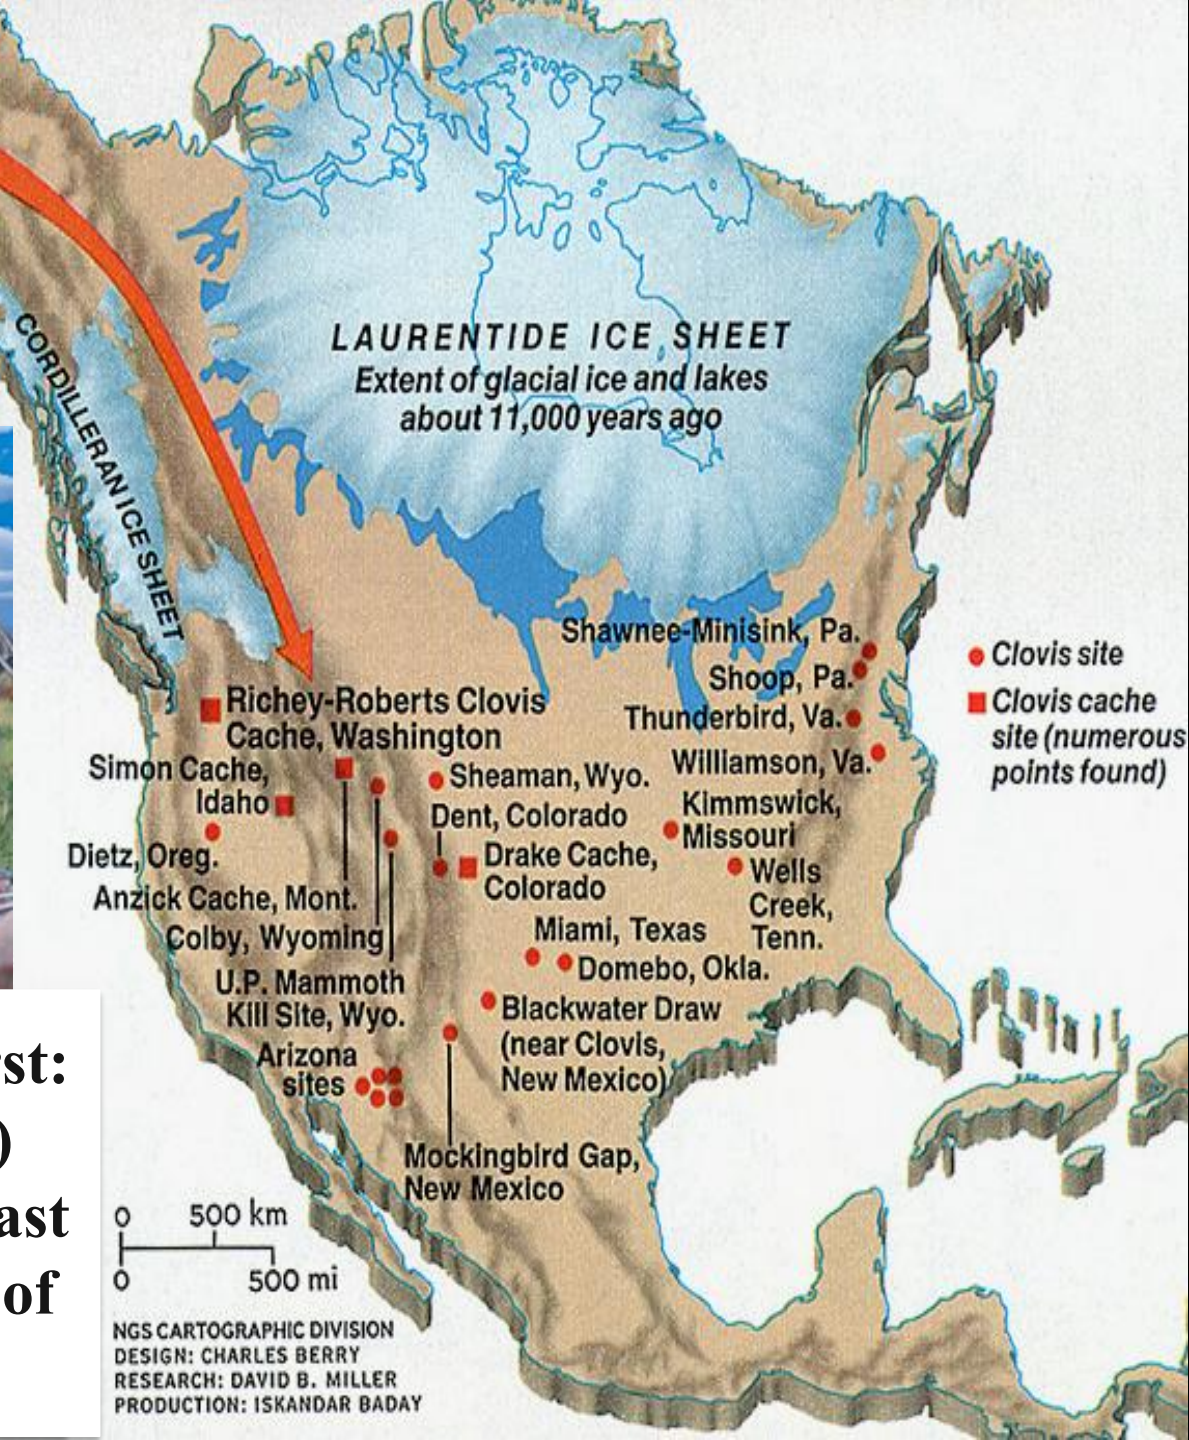 LAURENTIDE ICE SHEET
Extent of glacial ice and lakes
about 11,000 years ago
CORDILLERAN ICE SHEET
Shawnee-Minisink, Pa.
Shoop, Pa.
Thunderbird, Va.
Williamson, Va.
Clovis site
Clovis cache
site (numerous
points found)
Richey-Roberts Clovis
Cache, Washington
Simon Cache,
Idaho
Sheaman, Wyo.
Dent, Colorado
Kimmswick,
Missouri
Dietz, Oreg.
Drake Cache,
Colorado
Wells
Creek,
Tenn.
Anzick Cache, Mont.
Colby, Wyoming
Miami, Texas
Domebo, Okla.
U.P. Mammoth
Kill Site, Wyo.
Blackwater Draw
(near Clovis,
New Mexico)
Arizona
sites
Mockingbird Gap,
New Mexico
0 500 km
0 500 mi
NGS CARTOGRAPHIC DIVISION
DESIGN: CHARLES BERRY
RESEARCH: DAVID B. MILLER
PRODUCTION: ISKANDAR BADAY
of